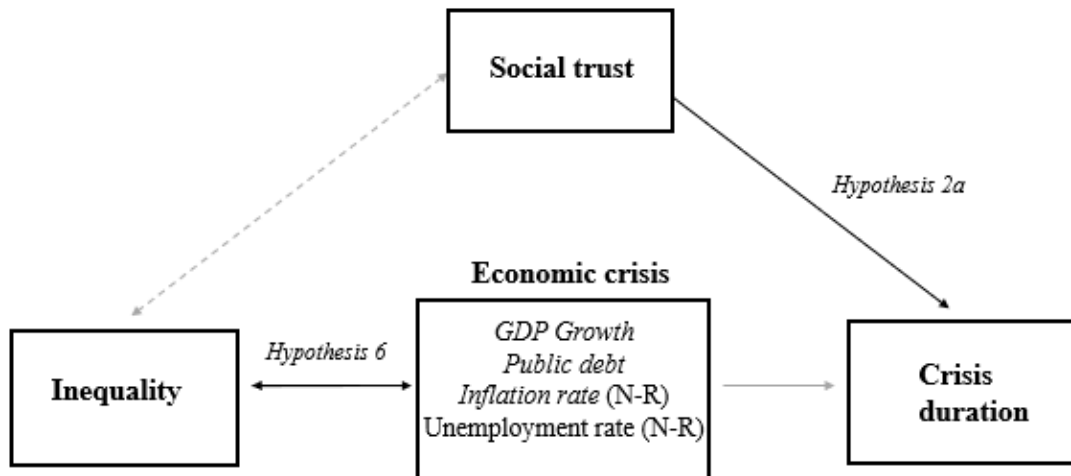 Social trust
Hypothesis 2a
Economic crisis
GDP Growth
Public debt
Inflation rate (N-R)
Unemployment rate (N-R)
Hypothesis 6
Inequality
Crisis
duration